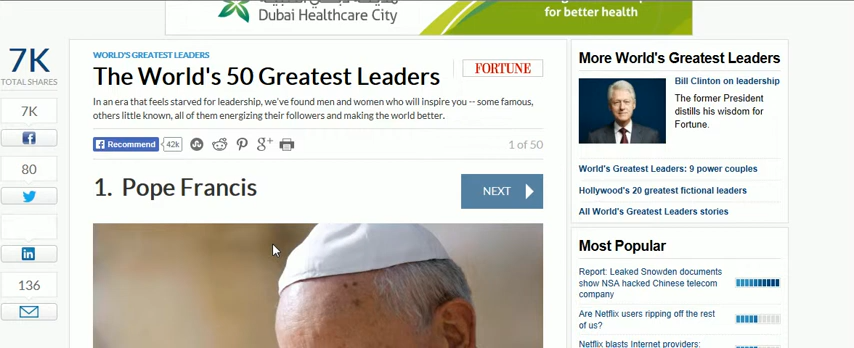 Dubai Healthcare City
for better health
7K
TOTAL SHARES
7K
80
136
WORLD'S GREATEST LEADERS
The World's 50 Greatest Leaders
FORTUNE
In an era that feels starved for leadership, we've found men and women who will inspire you -- some famous,
others little known, all of them energizing their followers and making the world better.
Recommend 42k
1 of 50
1. Pope Francis
NEXT
More World's Greatest Leaders
Bill Clinton on leadership
The former President
distills his wisdom for
Fortune.
World's Greatest Leaders: 9 power couples
Hollywood's 20 greatest fictional leaders
All World's Greatest Leaders stories
Most Popular
Report: Leaked Snowden documents
show NSA hacked Chinese telecom
company
Are Netflix users ripping off the rest
of us?
Netflix blasts Internet providers: